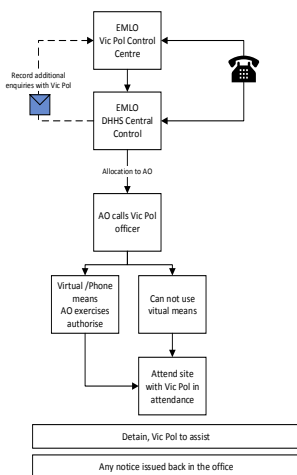 EMLO
Vic Pol Control
Centre
Record additional
enquiries with Vic Pol
EMLO
DHHS Central
Control
Allocation to AO
AO calls Vic Pol
officer
Virtual /Phone
means
AO exercises
authorise
Can not use
vitual means
Attend site
with Vic Pol in
attendance
Detain, Vic Pol to assist
Any notice issued back in the office